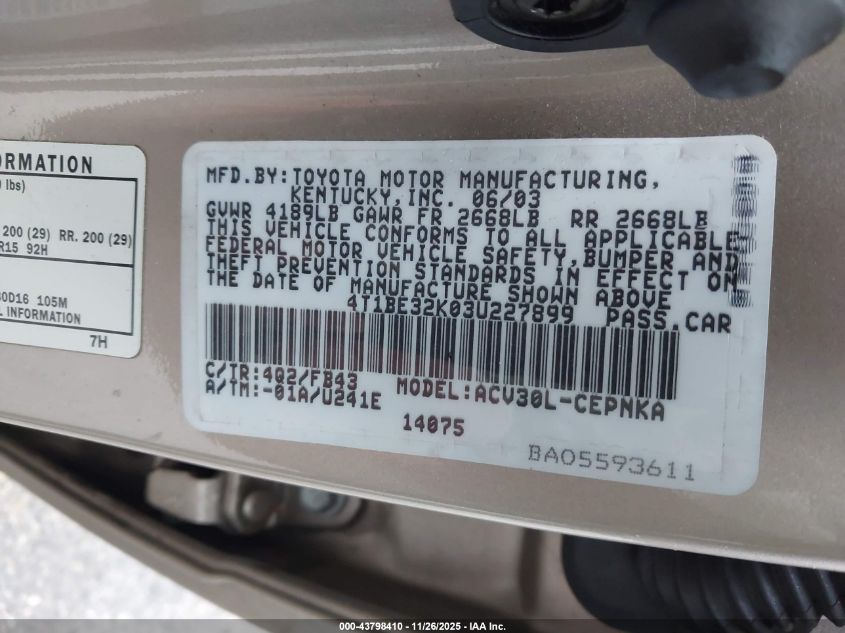 ORMATION
lbs)
200 (29) RR. 200 (29)
R15 92H
80D16 105M
L INFORMATION
7H
MFD.BY:TOYOTA MOTOR MANUFACTURING,
KENTUCKY,INC. 06/03
GVWR 4189LB GAWR FR 2668LB RR 2668LB
THIS VEHICLE CONFORMS TO ALL APPLICABLE
FEDERAL MOTOR VEHICLE SAFETY,BUMPER AND
THEFT PREVENTION STANDARDS IN EFFECT ON
THE DATE OF MANUFACTURE SHOWN ABOVE
4T1BE32K03U227899 PASS.CAR
C/TR:4Q2/FB43 MODEL:ACV30L-CEPNKA
A/TM:-01A/U241E
14075
BA05593611
000-43798410 - 11/26/2025 - IAA Inc.